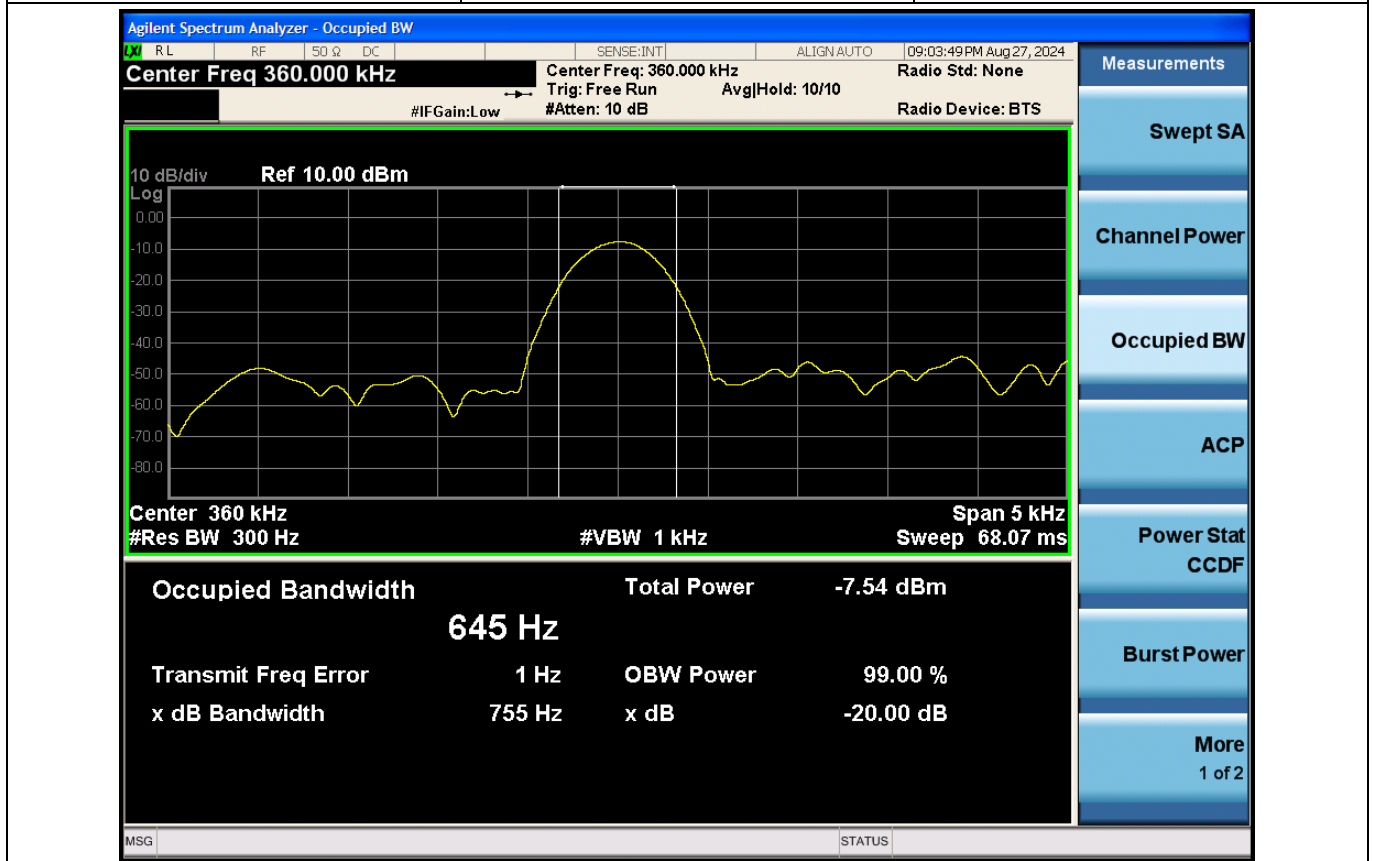 Agilent Spectrum Analyzer - Occupied BW
LXI RL RF 50 Ω DC SENSE:INT ALIGN AUTO 09:03:49 PM Aug 27, 2024
Center Freq 360.000 kHz Center Freq: 360.000 kHz Radio Std: None
Trig: Free Run Avg|Hold: 10/10
#IFGain:Low #Atten: 10 dB Radio Device: BTS
10 dB/div Ref 10.00 dBm
Log
0.00
-10.0
-20.0
-30.0
-40.0
-50.0
-60.0
-70.0
-80.0
Center 360 kHz Span 5 kHz
#Res BW 300 Hz #VBW 1 kHz Sweep 68.07 ms
Occupied Bandwidth Total Power -7.54 dBm
645 Hz
Transmit Freq Error 1 Hz OBW Power 99.00 %
x dB Bandwidth 755 Hz x dB -20.00 dB
MSG STATUS
Measurements
Swept SA
Channel Power
Occupied BW
ACP
Power Stat
CCDF
Burst Power
More
1 of 2